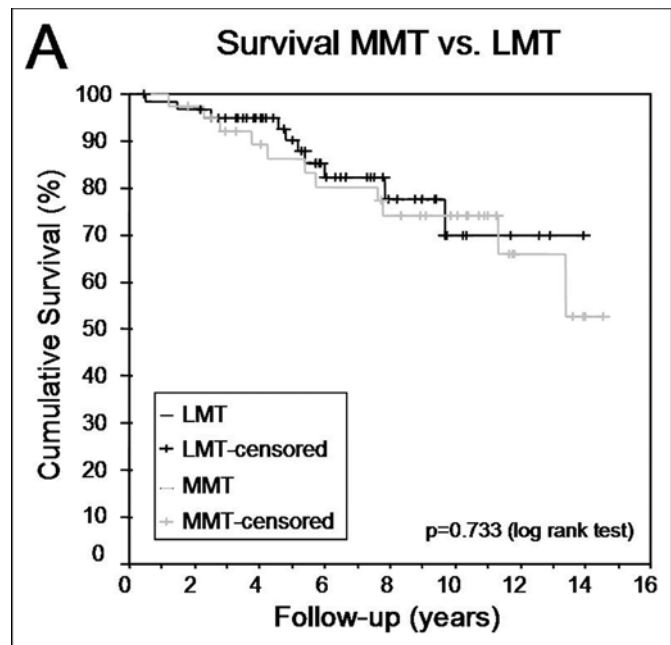 A
Survival MMT vs. LMT
Cumulative Survival (%)
100
90
80
70
60
50
40
30
20
10
0
LMT
LMT-censored
MMT
MMT-censored
p=0.733 (log rank test)
0 2 4 6 8 10 12 14 16
Follow-up (years)